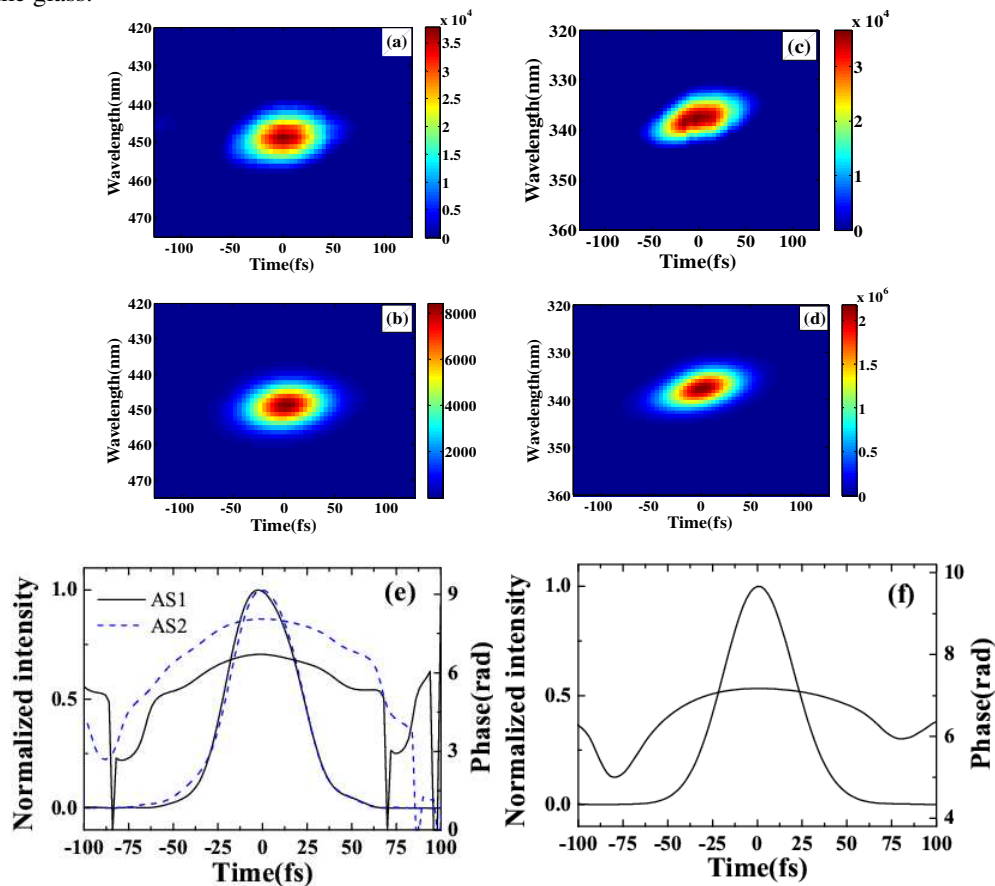 (a)
x 10^4
420
430
440
450
460
470
Wavelength(nm)
-100 -50 0 50 100
Time(fs)
3.5
3
2.5
2
1.5
1
0.5
0
(c)
x 10^4
320
330
340
350
360
Wavelength(nm)
-100 -50 0 50 100
Time(fs)
3
2
1
0
(b)
420
430
440
450
460
470
Wavelength(nm)
-100 -50 0 50 100
Time(fs)
8000
6000
4000
2000
(d)
x 10^6
320
330
340
350
360
Wavelength(nm)
-100 -50 0 50 100
Time(fs)
2
1.5
1
0.5
0
(e)
AS1
AS2
Normalized intensity
1.0
0.5
0.0
-100 -75 -50 -25 0 25 50 75 100
Time(fs)
9
6
3
0
Phase(rad)
(f)
Normalized intensity
1.0
0.5
0.0
-100 -75 -50 -25 0 25 50 75 100
Time(fs)
10
8
6
4
Phase(rad)